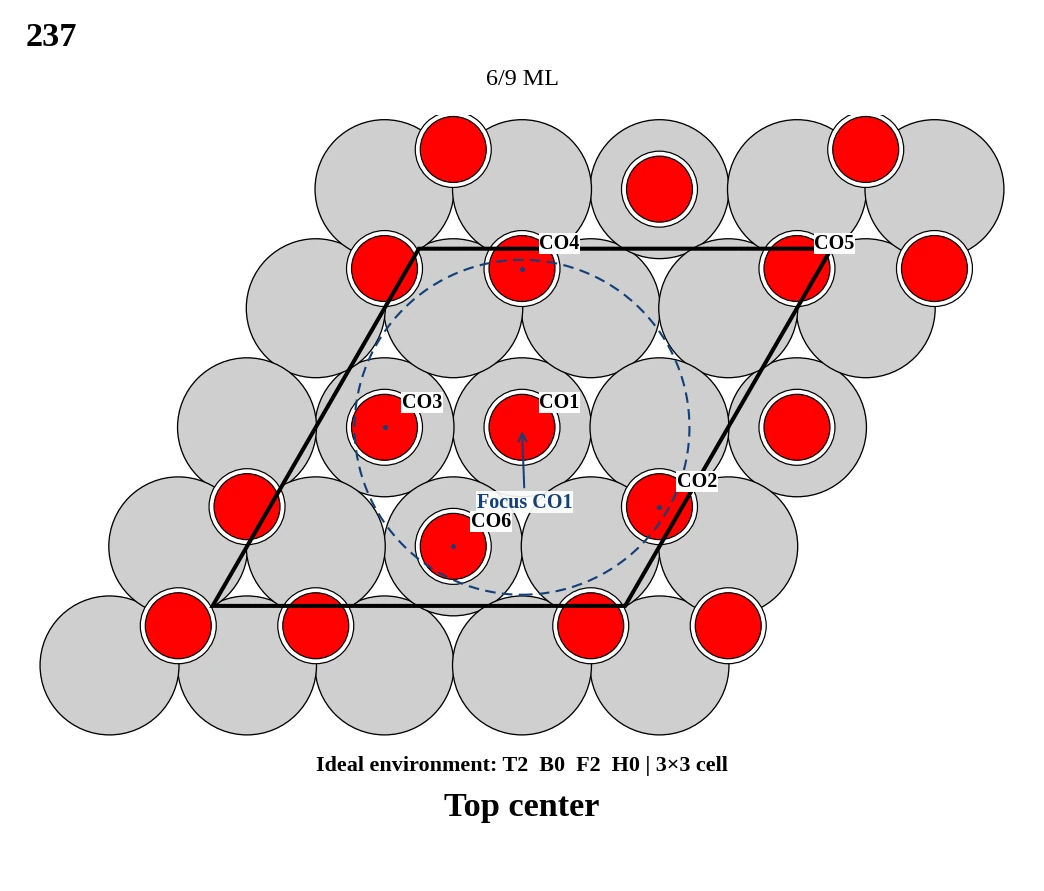 237
6/9 ML
CO4
CO5
CO3
CO1
CO2
Focus CO1
CO6
Ideal environment: T2  B0  F2  H0 | 3×3 cell
Top center